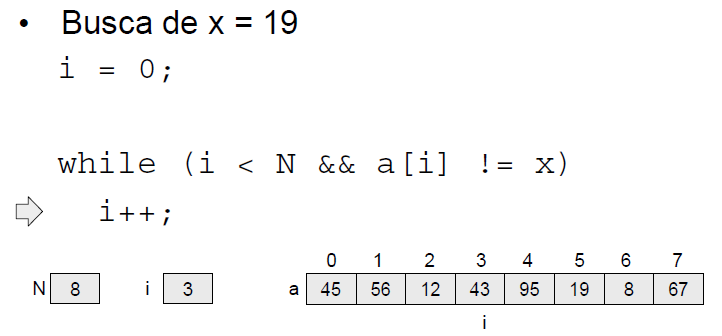 • Busca de x = 19
i = 0;
while (i < N && a[i] != x)
i++;
0 1 2 3 4 5 6 7
N 8 i 3 a 45 56 12 43 95 19 8 67
i